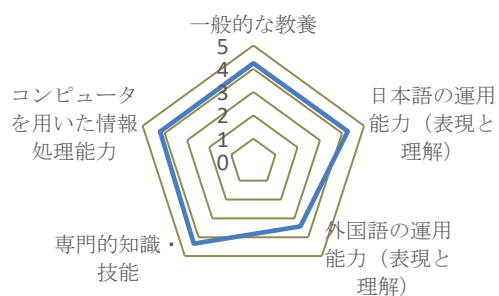 一般的な教養
5
4
3
2
1
0
日本語の運用
能力（表現と
理解）
外国語の運用
能力（表現と
理解）
専門的知識・
技能
コンピュータ
を用いた情報
処理能力